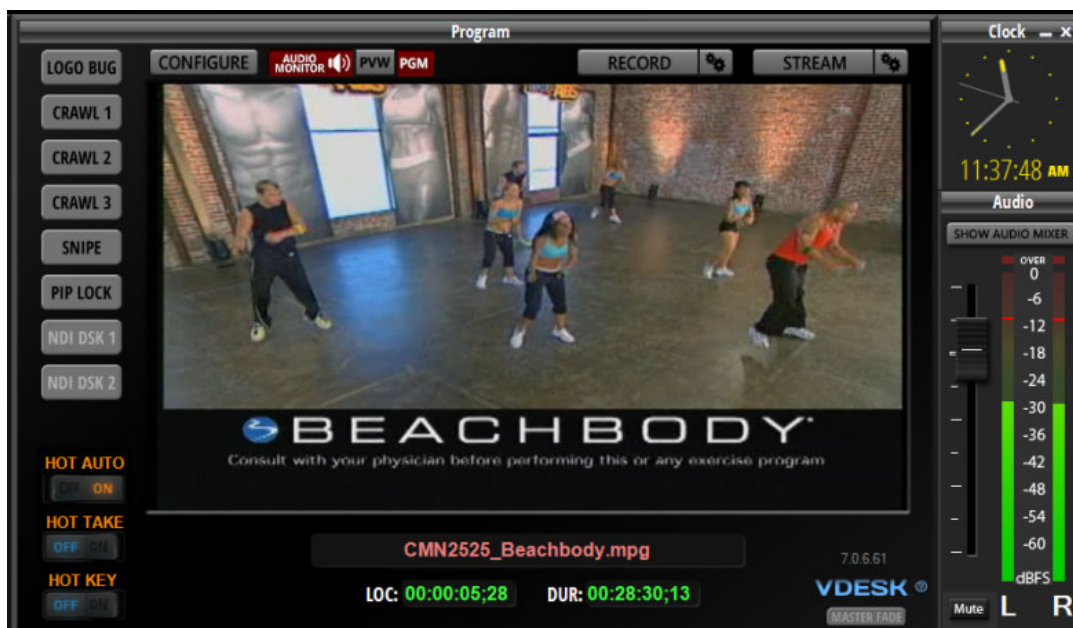 Program
Clock
LOGO BUG
CONFIGURE
AUDIO MONITOR
PVW
PGM
RECORD
STREAM
CRAWL 1
CRAWL 2
CRAWL 3
SNIPE
PIP LOCK
NDI DSK 1
NDI DSK 2
11:37:48 AM
Audio
SHOW AUDIO MIXER
OVER
0
-6
-12
-18
-24
-30
-36
-42
-48
-54
-60
dBFS
BEACHBODY
Consult with your physician before performing this or any exercise program
HOT AUTO
OFF ON
HOT TAKE
OFF ON
HOT KEY
OFF ON
CMN2525_Beachbody.mpg
LOC: 00:00:05;28
DUR: 00:28:30;13
7.0.6.61
VDESK
MASTER FADE
Mute
L R